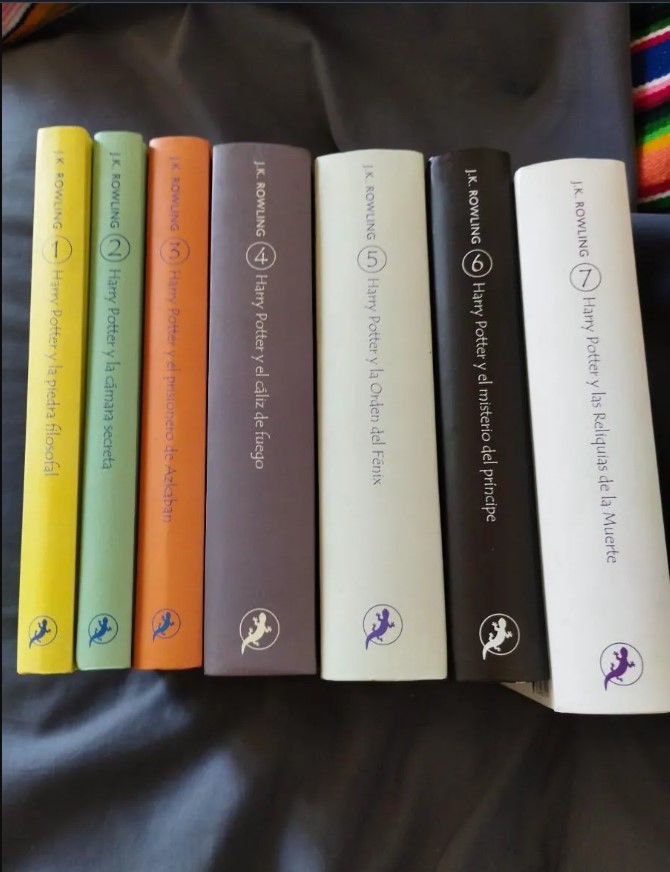 J.K. ROWLING 1 Harry Potter y la piedra filosofal
J.K. ROWLING 2 Harry Potter y la cámara secreta
J.K. ROWLING 3 Harry Potter y el prisionero de Azkaban
J.K. ROWLING 4 Harry Potter y el cáliz de fuego
J.K. ROWLING 5 Harry Potter y la Orden del Fénix
J.K. ROWLING 6 Harry Potter y el misterio del príncipe
J.K. ROWLING 7 Harry Potter y las Reliquias de la Muerte